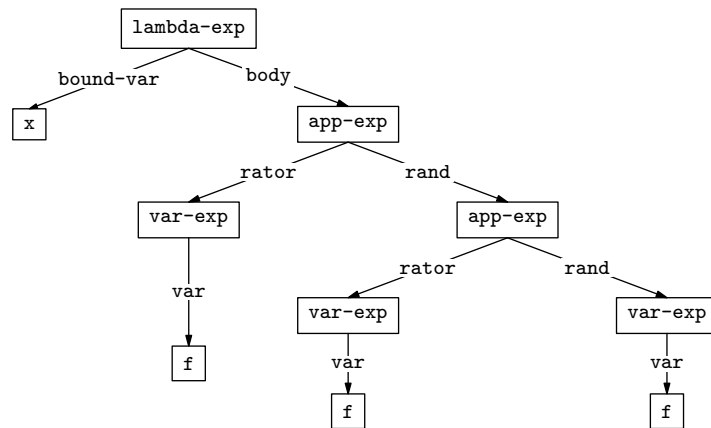 lambda-exp
bound-var body
x
app-exp
rator rand
var-exp app-exp
var rator rand
var-exp var-exp
f var var
f f